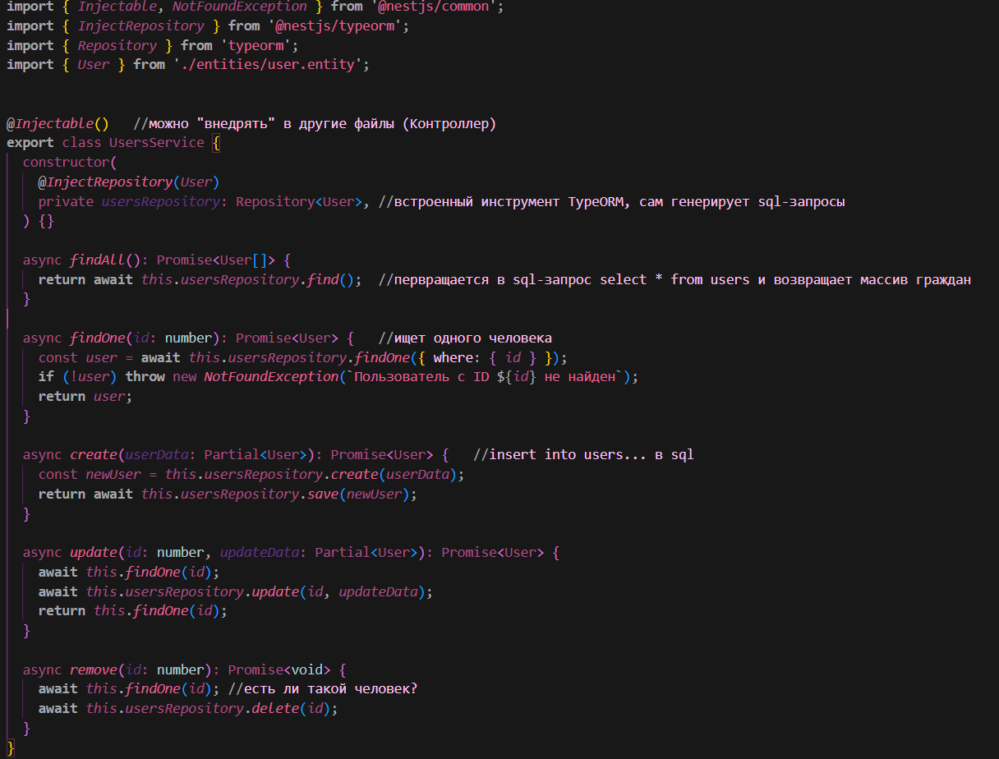 import { Injectable, NotFoundException } from '@nestjs/common';
import { InjectRepository } from '@nestjs/typeorm';
import { Repository } from 'typeorm';
import { User } from './entities/user.entity';
@Injectable()   //можно "внедрять" в другие файлы (Контроллер)
export class UsersService {
  constructor(
    @InjectRepository(User)
    private usersRepository: Repository<User>, //встроенный инструмент TypeORM, сам генерирует sql-запросы
  ) {}
  async findAll(): Promise<User[]> {
    return await this.usersRepository.find();  //первращается в sql-запрос select * from users и возвращает массив граждан
  }
  async findOne(id: number): Promise<User> {   //ищет одного человека
    const user = await this.usersRepository.findOne({ where: { id } });
    if (!user) throw new NotFoundException(`Пользователь с ID ${id} не найден`);
    return user;
  }
  async create(userData: Partial<User>): Promise<User> {   //insert into users... в sql
    const newUser = this.usersRepository.create(userData);
    return await this.usersRepository.save(newUser);
  }
  async update(id: number, updateData: Partial<User>): Promise<User> {
    await this.findOne(id);
    await this.usersRepository.update(id, updateData);
    return this.findOne(id);
  }
  async remove(id: number): Promise<void> {
    await this.findOne(id); //есть ли такой человек?
    await this.usersRepository.delete(id);
  }
}